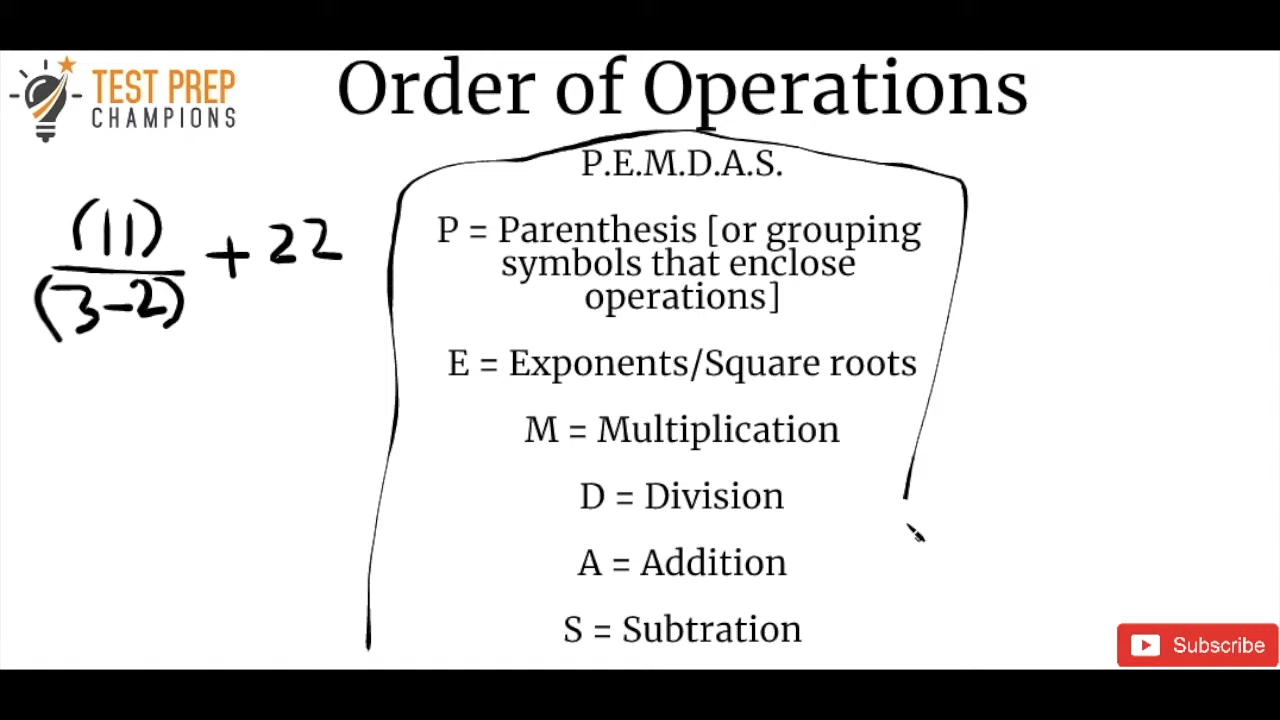 TEST PREP
CHAMPIONS
Order of Operations
P.E.M.D.A.S.
(11)
(3-2)
+ 22
P = Parenthesis [or grouping
symbols that enclose
operations]
E = Exponents/Square roots
M = Multiplication
D = Division
A = Addition
S = Subtration
Subscribe